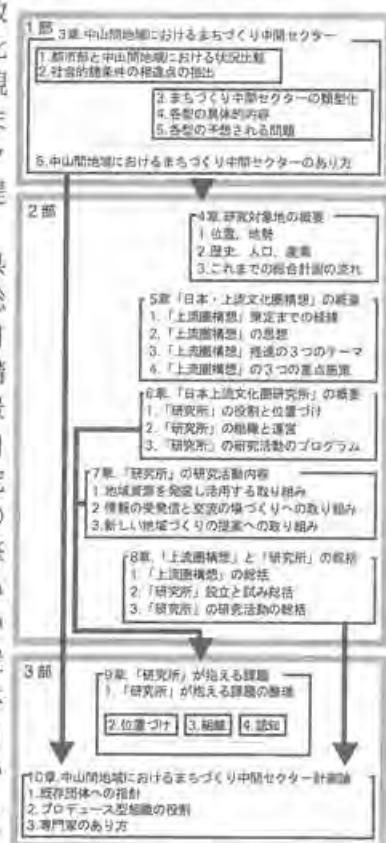 1部
3章.中山間地域におけるまちづくり中間セクター
1.都市部と中山間地域における状況比較
2.社会的諸条件の相違点の抽出
3.まちづくり中間セクターの類型化
4.各型の具体的内容
5.各型の予想される問題
6.中山間地域におけるまちづくり中間セクターのあり方
2部
4章.研究対象地の概要
1.位置、地勢
2.歴史、人口、産業
3.これまでの総合計画の流れ
5章「日本・上流文化圏構想」の概要
1.「上流圏構想」策定までの経緯
2.「上流圏構想」の思想
3.「上流圏構想」推進の3つのテーマ
4.「上流圏構想」の3つの重点施策
6章.「日本上流文化圏研究所」の概要
1.「研究所」の役割と位置づけ
2.「研究所」の組織と運営
3.「研究所」の研究活動のプログラム
7章.「研究所」の研究活動内容
1.地域資源を発掘し活用する取り組み
2.情報の受発信と交流の場づくりへの取り組み
3.新しい地域づくりの提案への取り組み
8章.「上流圏構想」と「研究所」の総括
1.「上流圏構想」の総括
2.「研究所」設立と試み総括
3.「研究所」の研究活動の総括
3部
9章.「研究所」が抱える課題
1.「研究所」が抱える課題の整理
2.位置づけ
3.組織
4.認知
10章.中山間地域におけるまちづくり中間セクター計画論
1.既存団体への指針
2.プロデュース型組織の役割
3.専門家のあり方